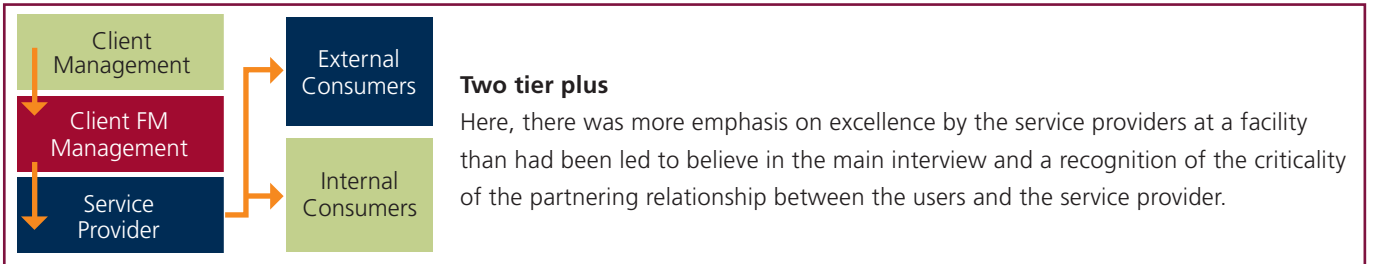 Client
Management
Client FM
Management
Service
Provider
External
Consumers
Internal
Consumers
Two tier plus
Here, there was more emphasis on excellence by the service providers at a facility
than had been led to believe in the main interview and a recognition of the criticality
of the partnering relationship between the users and the service provider.